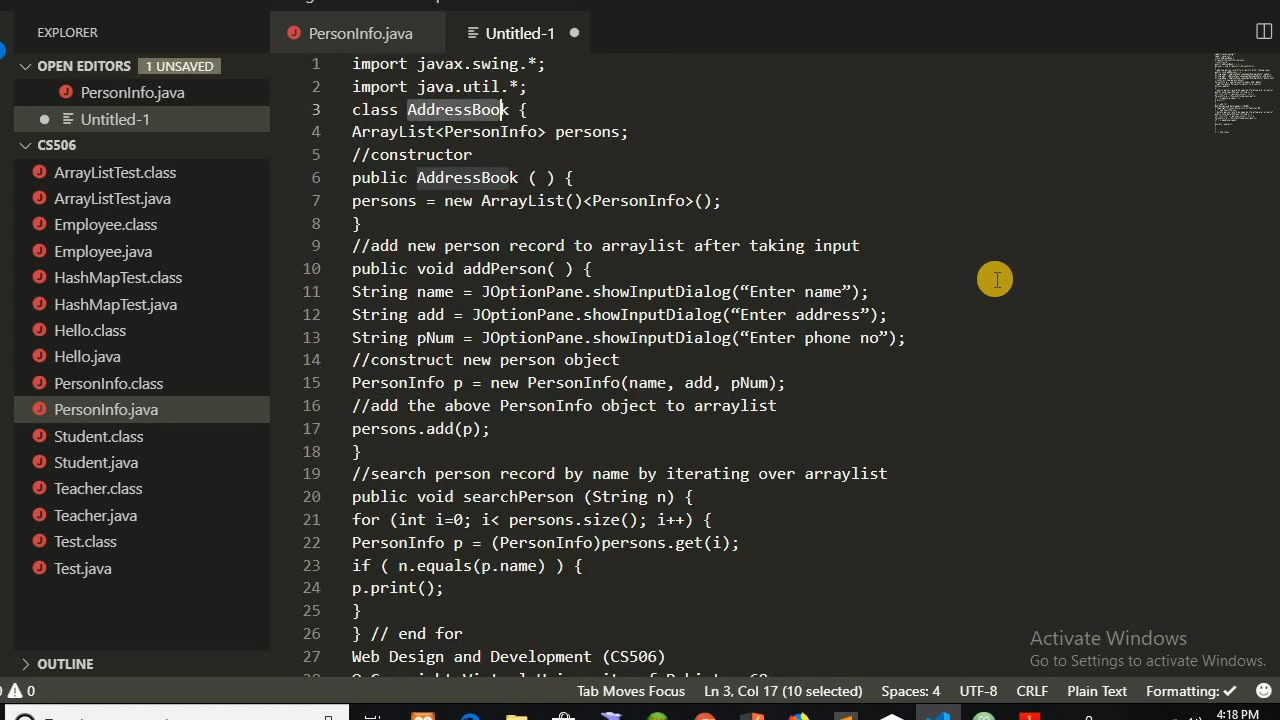 EXPLORER
PersonInfo.java
Untitled-1
OPEN EDITORS 1 UNSAVED
PersonInfo.java
Untitled-1
CS506
ArrayListTest.class
ArrayListTest.java
Employee.class
Employee.java
HashMapTest.class
HashMapTest.java
Hello.class
Hello.java
PersonInfo.class
PersonInfo.java
Student.class
Student.java
Teacher.class
Teacher.java
Test.class
Test.java
OUTLINE
1 import javax.swing.*;
2 import java.util.*;
3 class AddressBook {
4 ArrayList<PersonInfo> persons;
5 //constructor
6 public AddressBook ( ) {
7 persons = new ArrayList()<PersonInfo>();
8 }
9 //add new person record to arraylist after taking input
10 public void addPerson( ) {
11 String name = JOptionPane.showInputDialog(“Enter name”);
12 String add = JOptionPane.showInputDialog(“Enter address”);
13 String pNum = JOptionPane.showInputDialog(“Enter phone no”);
14 //construct new person object
15 PersonInfo p = new PersonInfo(name, add, pNum);
16 //add the above PersonInfo object to arraylist
17 persons.add(p);
18 }
19 //search person record by name by iterating over arraylist
20 public void searchPerson (String n) {
21 for (int i=0; i< persons.size(); i++) {
22 PersonInfo p = (PersonInfo)persons.get(i);
23 if ( n.equals(p.name) ) {
24 p.print();
25 }
26 } // end for
27 Web Design and Development (CS506)
Activate Windows
Go to Settings to activate Windows.
0 0 Tab Moves Focus Ln 3, Col 17 (10 selected) Spaces: 4 UTF-8 CRLF Plain Text Formatting: ✓
4:18 PM